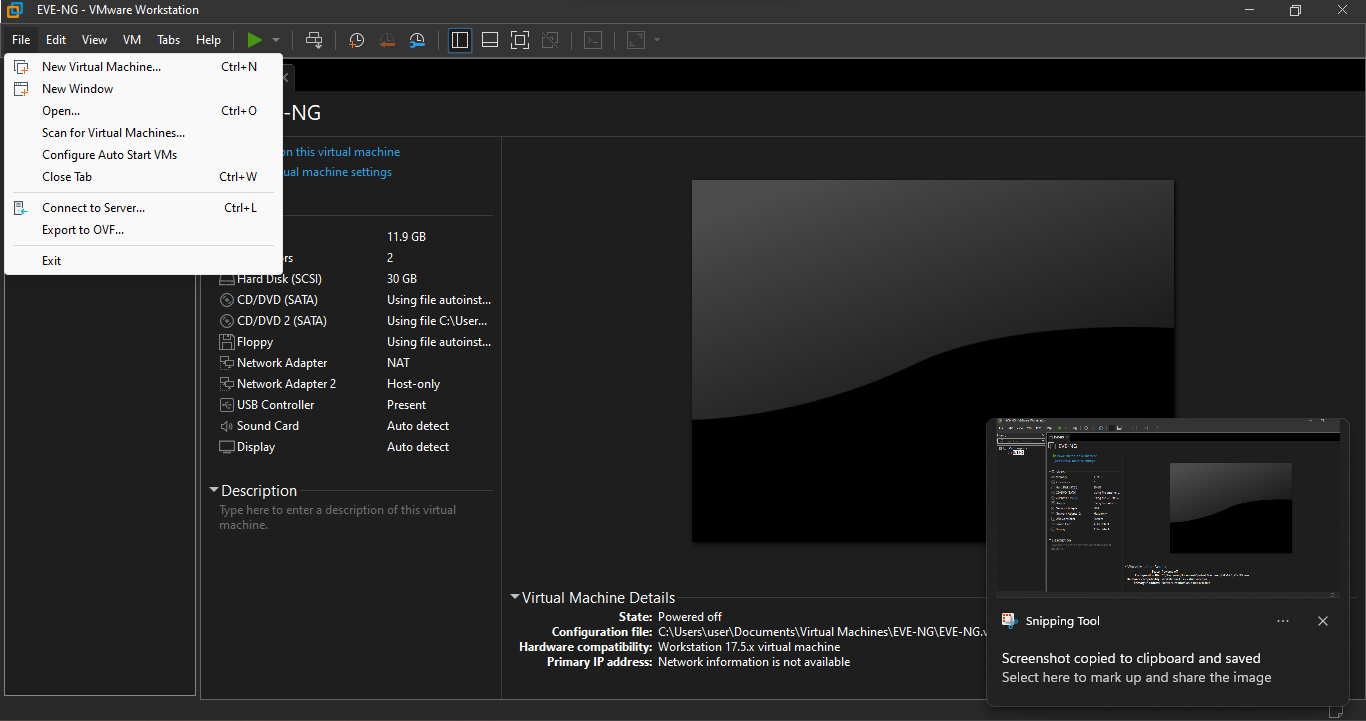 EVE-NG - VMware Workstation
File Edit View VM Tabs Help
New Virtual Machine... Ctrl+N
New Window
Open... Ctrl+O
Scan for Virtual Machines...
Configure Auto Start VMs
Close Tab Ctrl+W
Connect to Server... Ctrl+L
Export to OVF...
Exit
-NG
on this virtual machine
ual machine settings
11.9 GB
rs 2
Hard Disk (SCSI) 30 GB
CD/DVD (SATA) Using file autoinst...
CD/DVD 2 (SATA) Using file C:\User...
Floppy Using file autoinst...
Network Adapter NAT
Network Adapter 2 Host-only
USB Controller Present
Sound Card Auto detect
Display Auto detect
Description
Type here to enter a description of this virtual
machine.
Virtual Machine Details
State: Powered off
Configuration file: C:\Users\user\Documents\Virtual Machines\EVE-NG\EVE-NG.v
Hardware compatibility: Workstation 17.5.x virtual machine
Primary IP address: Network information is not available
EVE-NG
Snipping Tool
Screenshot copied to clipboard and saved
Select here to mark up and share the image